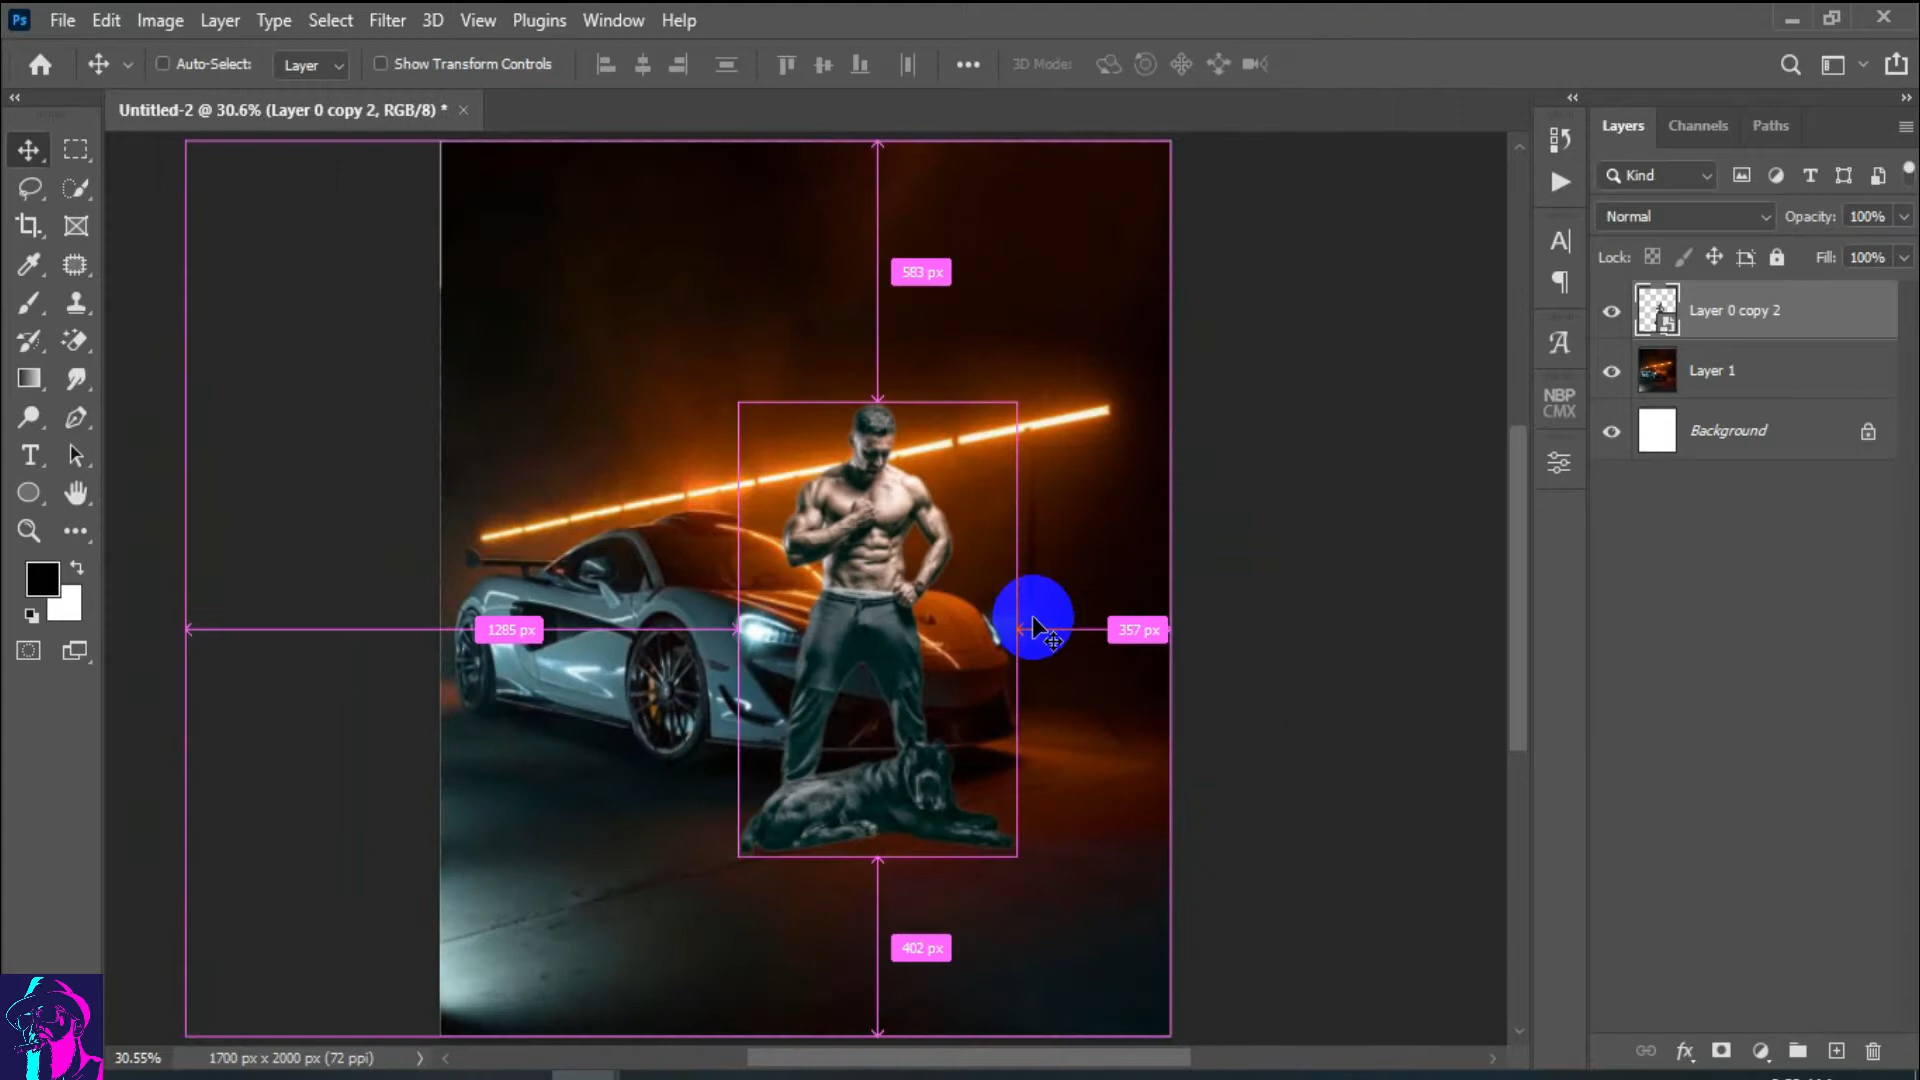 Ps File Edit Image Layer Type Select Filter 3D View Plugins Window Help
Auto-Select: Layer Show Transform Controls 3D Mode:
Untitled-2 @ 30.6% (Layer 0 copy 2, RGB/8) *
Layers Channels Paths
Kind
Normal Opacity: 100%
Lock: Fill: 100%
Layer 0 copy 2
Layer 1
Background
NBP
CMX
583 px
1285 px
357 px
402 px
30.55% 1700 px x 2000 px (72 ppi)